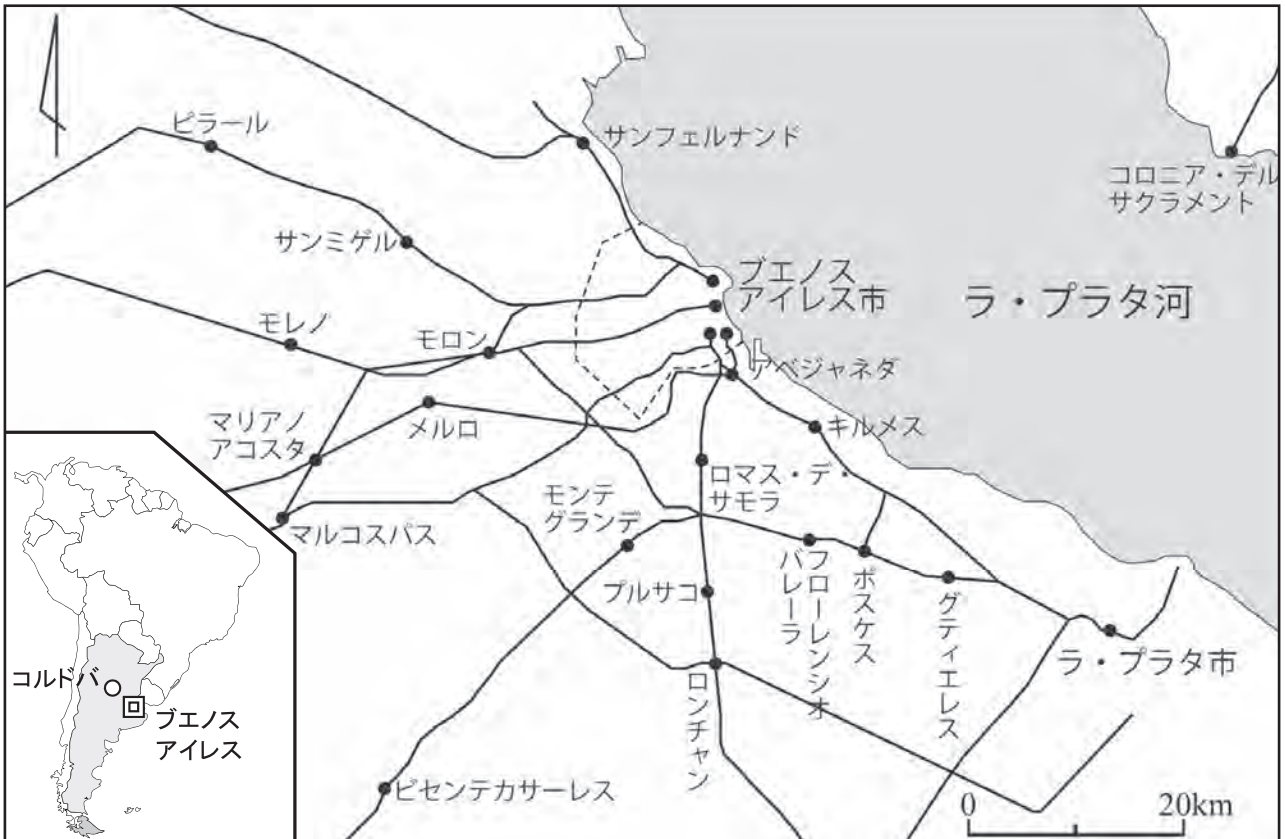 ピラール
サンフェルナンド
コロニア・デル
サクラメント
サンミゲル
ブエノス
アイレス市
ラ・プラタ河
モレノ
モロン
アベジャネダ
マリアノ
アコスタ
メルロ
キルメス
ロマス・デ・
サモラ
モンテ
グランデ
マルコスパス
フローレンシオ
バレーラ
ボスケス
グティエレス
プルサコ
ラ・プラタ市
ロンチャン
ビセンテカサーレス
コルドバ
ブエノス
アイレス
0 20km